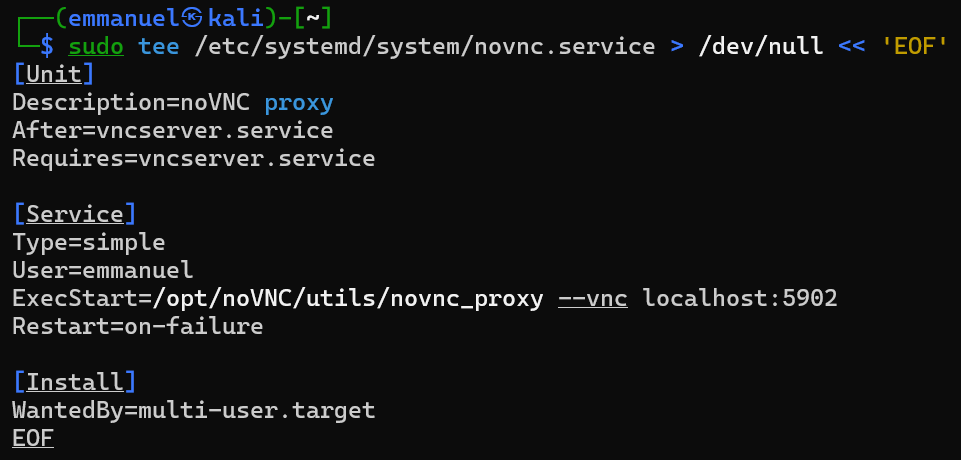 ┌──(emmanuel㉿kali)-[~]
└─$ sudo tee /etc/systemd/system/novnc.service > /dev/null << 'EOF'
[Unit]
Description=noVNC proxy
After=vncserver.service
Requires=vncserver.service

[Service]
Type=simple
User=emmanuel
ExecStart=/opt/noVNC/utils/novnc_proxy --vnc localhost:5902
Restart=on-failure

[Install]
WantedBy=multi-user.target
EOF